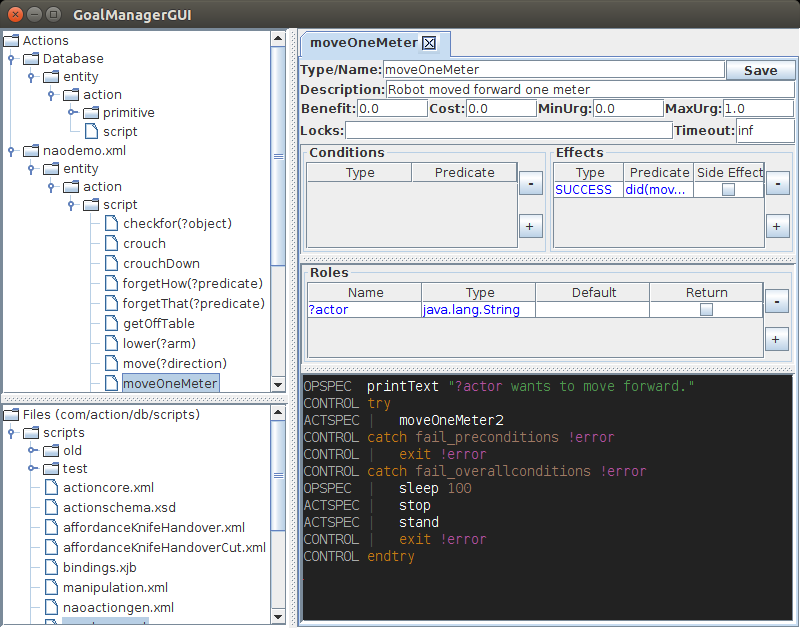 GoalManagerGUI
Actions
Database
entity
action
primitive
script
naodemo.xml
entity
action
script
checkfor(?object)
crouch
crouchDown
forgetHow(?predicate)
forgetThat(?predicate)
getOffTable
lower(?arm)
move(?direction)
moveOneMeter
Files (com/action/db/scripts)
scripts
old
test
actioncore.xml
actionschema.xsd
affordanceKnifeHandover.xml
affordanceKnifeHandoverCut.xml
bindings.xjb
manipulation.xml
naoactiongen.xml
moveOneMeter
Type/Name: moveOneMeter Save
Description: Robot moved forward one meter
Benefit: 0.0 Cost: 0.0 MinUrg: 0.0 MaxUrg: 1.0
Locks: Timeout: inf
Conditions
Type Predicate
-
+
Effects
Type Predicate Side Effect
SUCCESS did(mov...
-
+
Roles
Name Type Default Return
?actor java.lang.String
-
+
OPSPEC printText "?actor wants to move forward."
CONTROL try
ACTSPEC | moveOneMeter2
CONTROL catch fail_preconditions !error
CONTROL | exit !error
CONTROL catch fail_overallconditions !error
OPSPEC | sleep 100
ACTSPEC | stop
ACTSPEC | stand
CONTROL | exit !error
CONTROL endtry